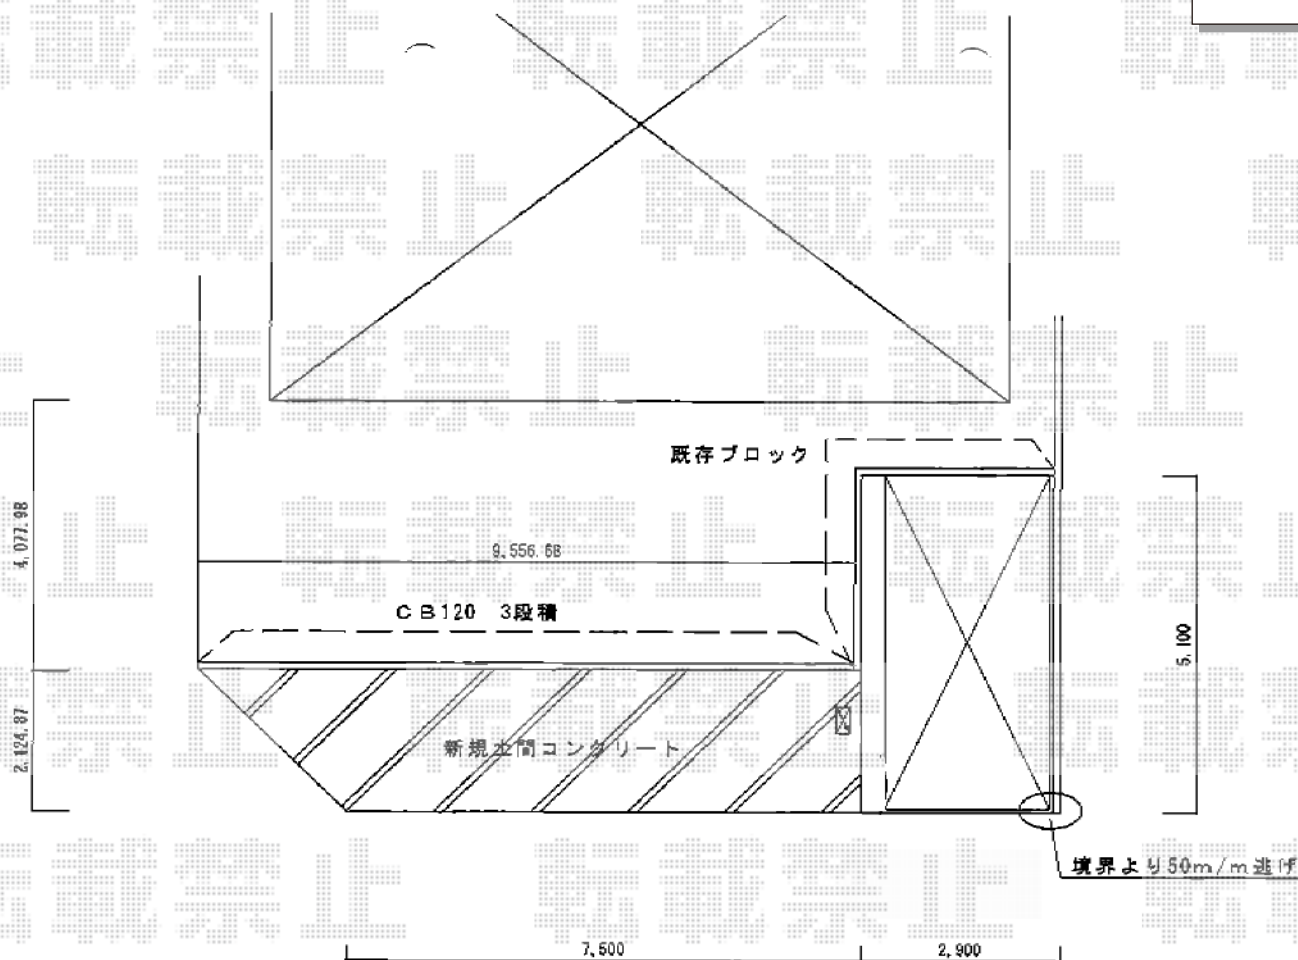 転載禁止
既存ブロック
9,556.68
4,077.98
CB120 3段積
5,100
新規土間コンクリート
2,124.87
境界より50m/m逃げ
7,500
2,900